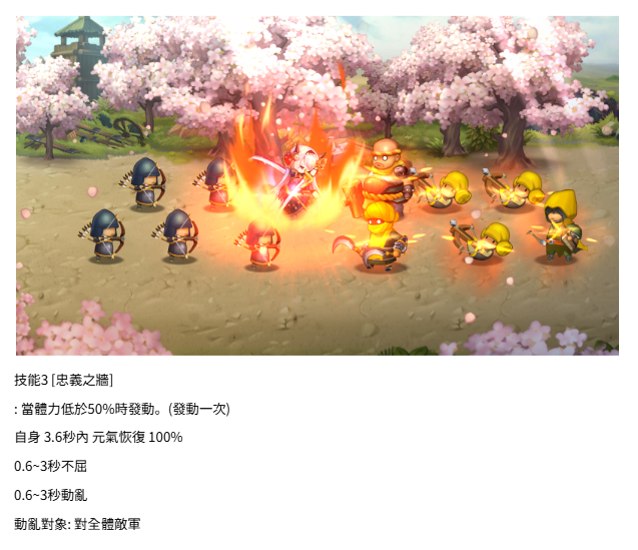 技能3 [忠義之牆]
: 當體力低於50%時發動。(發動一次)
自身 3.6秒內 元氣恢復 100%
0.6~3秒不屈
0.6~3秒動亂
動亂對象: 對全體敵軍